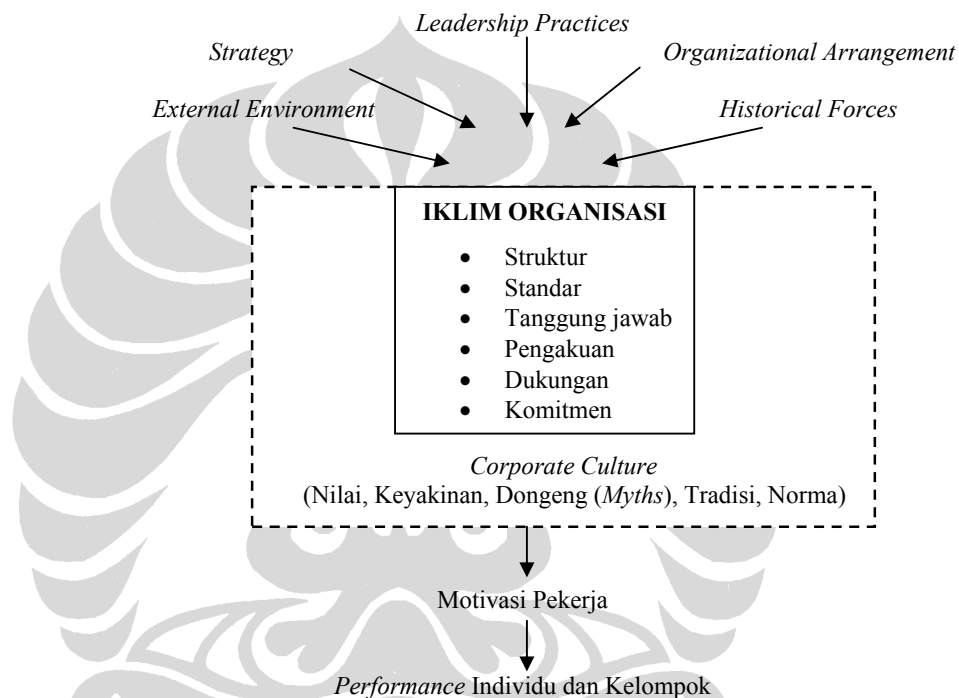 Leadership Practices
Strategy
Organizational Arrangement
External Environment
Historical Forces
IKLIM ORGANISASI
• Struktur
• Standar
• Tanggung jawab
• Pengakuan
• Dukungan
• Komitmen
Corporate Culture
(Nilai, Keyakinan, Dongeng (Myths), Tradisi, Norma)
Motivasi Pekerja
Performance Individu dan Kelompok